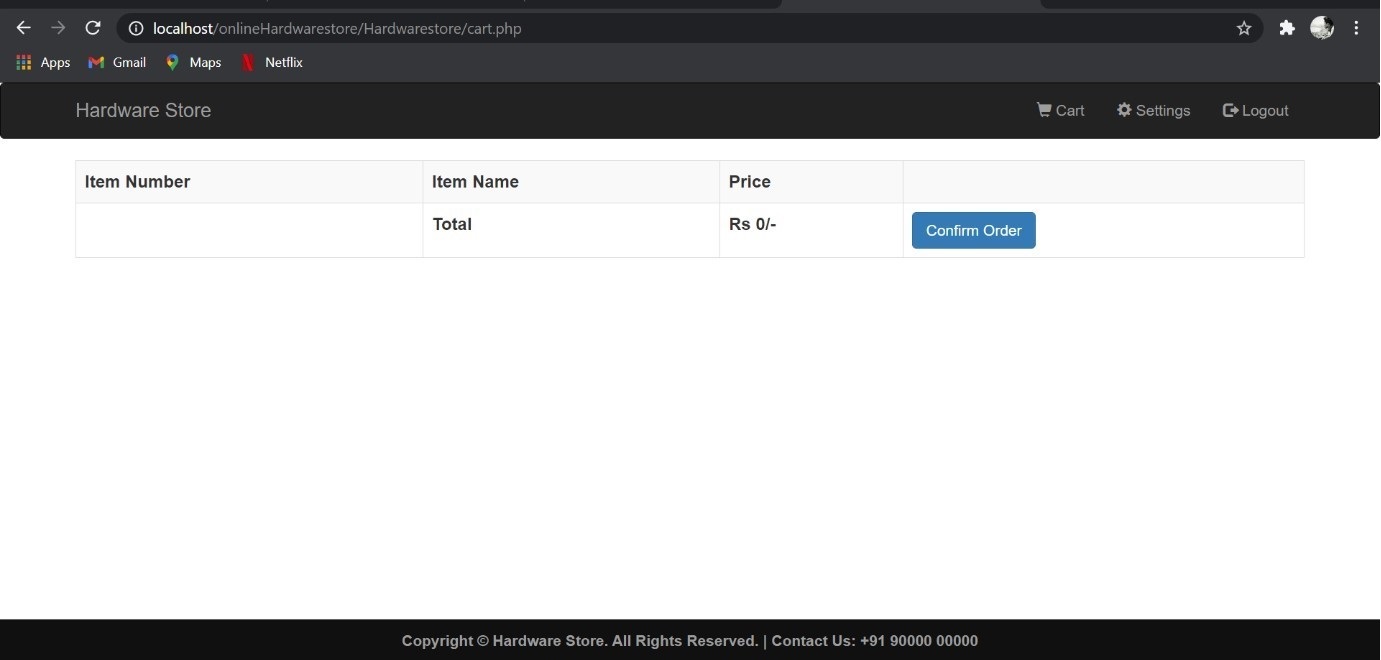 localhost/onlineHardwarestore/Hardwarestore/cart.php
Apps Gmail Maps Netflix
Hardware Store Cart Settings Logout
Item Number Item Name Price
Total Rs 0/- Confirm Order
Copyright © Hardware Store. All Rights Reserved. | Contact Us: +91 90000 00000